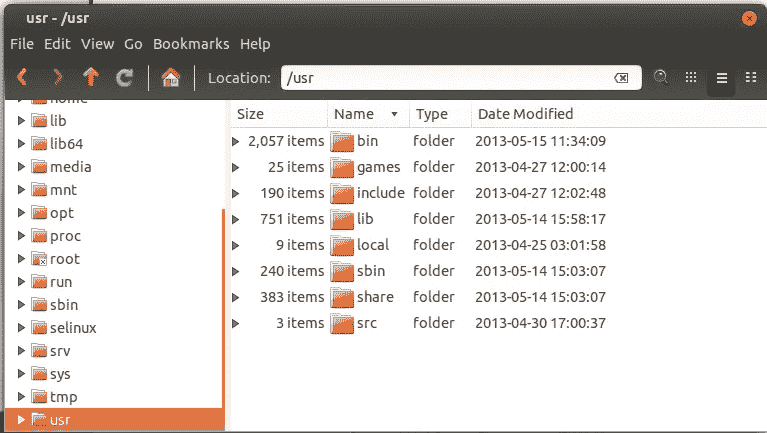 usr - /usr
File Edit View Go Bookmarks Help
Location: /usr
home
lib
lib64
media
mnt
opt
proc
root
run
sbin
selinux
srv
sys
tmp
usr
Size Name Type Date Modified
2,057 items bin folder 2013-05-15 11:34:09
25 items games folder 2013-04-27 12:00:14
190 items include folder 2013-04-27 12:02:48
751 items lib folder 2013-05-14 15:58:17
9 items local folder 2013-04-25 03:01:58
240 items sbin folder 2013-05-14 15:03:07
383 items share folder 2013-05-14 15:03:07
3 items src folder 2013-04-30 17:00:37